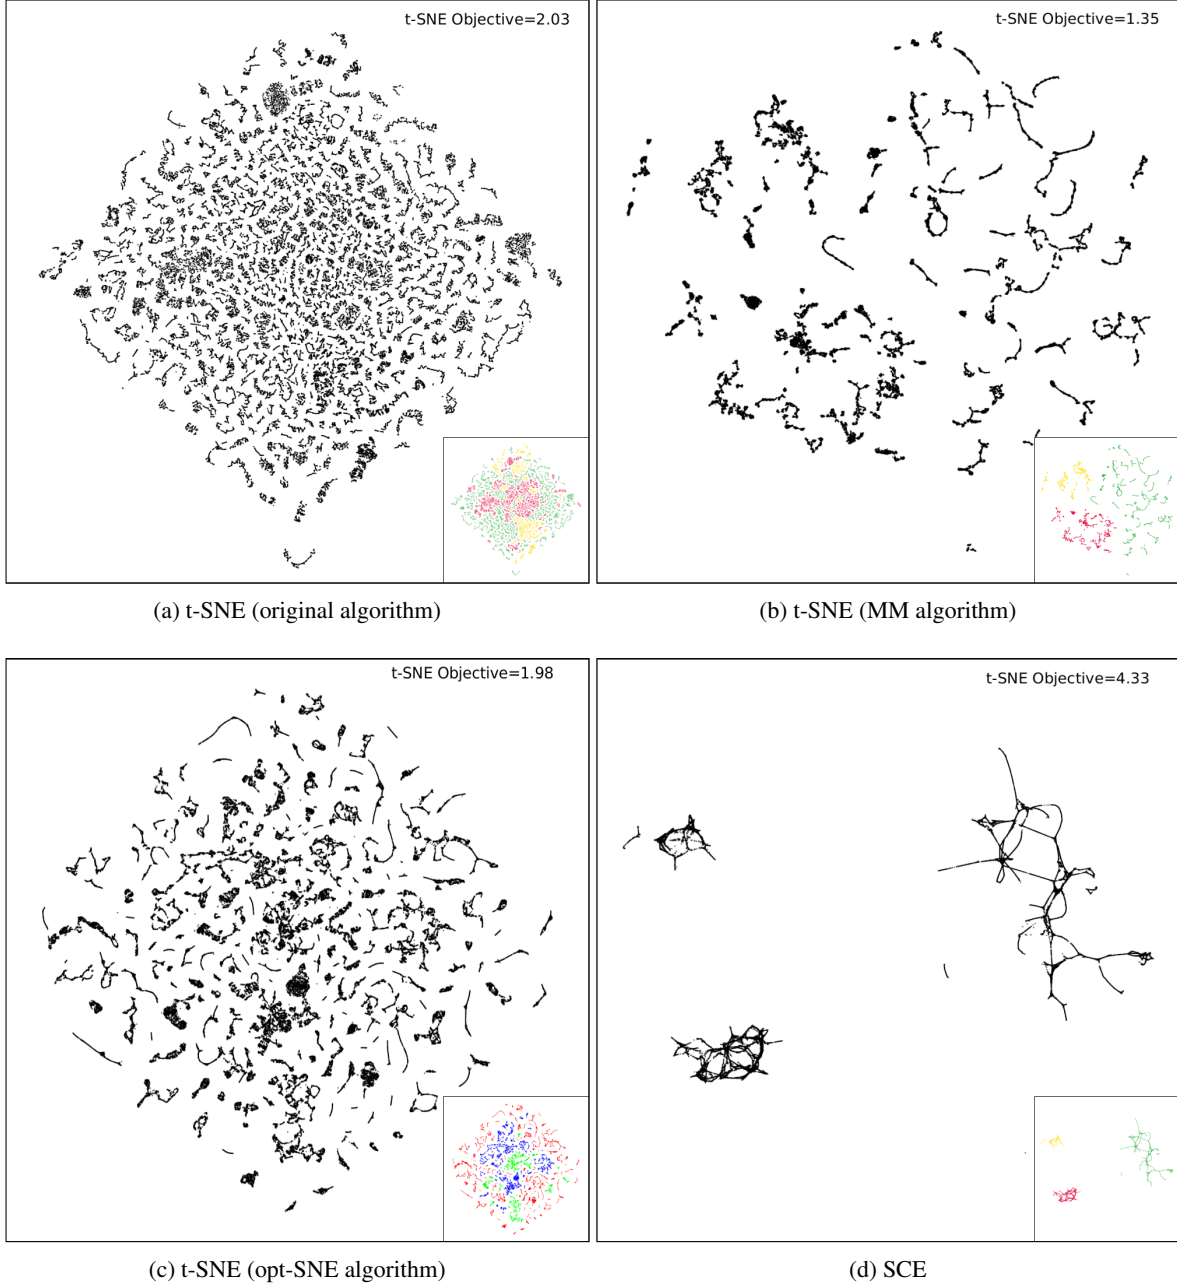 t-SNE Objective=2.03
t-SNE Objective=1.35
(a) t-SNE (original algorithm)
(b) t-SNE (MM algorithm)
t-SNE Objective=1.98
t-SNE Objective=4.33
(c) t-SNE (opt-SNE algorithm)
(d) SCE